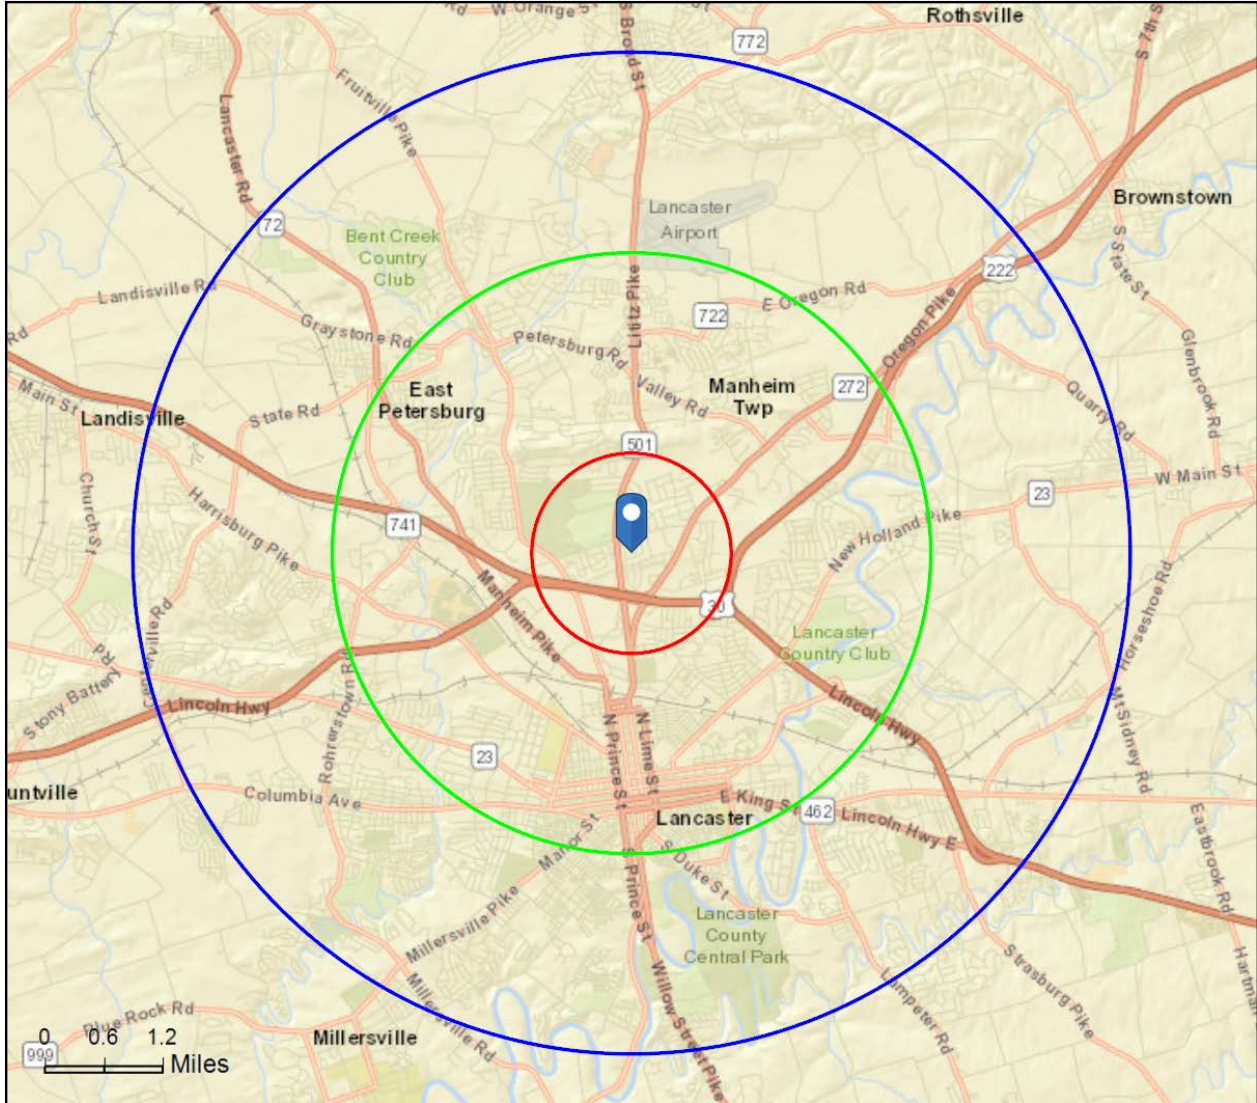 W Orange St
S Broad St
772
Rothsville
S 7th S
Fruitville Pike
Lancaster Rd
Brownstown
72
Lancaster
Airport
Bent Creek
Country
Club
S State St
222
Landisville Rd
Lititz Pike
E Oregon Rd
722
Graystone Rd
Petersburg Rd
Oregon Pike
Glenbrook Rd
Rd
Main St
East
Petersburg
Valley Rd
Manheim
Twp
272
Quarry Rd
Landisville
State Rd
501
W Main St
Church St
Harrisburg Pike
741
23
New Holland Pike
Manheim Pike
30
Horseshoe Rd
Lancaster
Country Club
Centerville Rd
Stony Battery Rd
Rohrerstown Rd
Lincoln Hwy
Lincoln Hwy
Mt Sidney Rd
N Prince St
N Lime St
23
untville
Columbia Ave
E King St
462
Lincoln Hwy E
Lancaster
Eastbrook Rd
Manor St
S Duke St
S Prince St
Millersville Pike
Lancaster
County
Central Park
Strasburg Pike
Hartma
Willow Street Pike
Lampeter Rd
Millersville Rd
Blue Rock Rd
Millersville
999
0 0.6 1.2
Miles